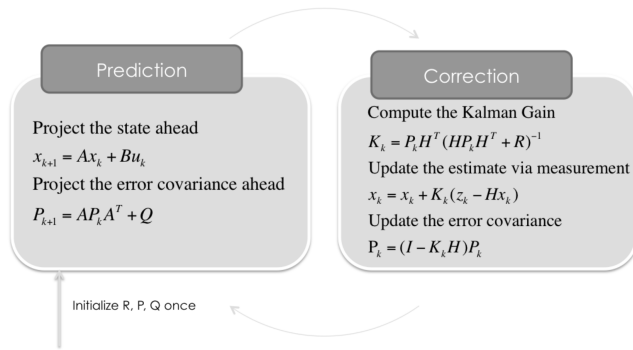 Prediction
Project the state ahead
x_{k+1} = Ax_k + Bu_k
Project the error covariance ahead
P_{k+1} = AP_kA^T + Q
Initialize R, P, Q once
Correction
Compute the Kalman Gain
K_k = P_kH^T(HP_kH^T + R)^{-1}
Update the estimate via measurement
x_k = x_k + K_k(z_k − Hx_k)
Update the error covariance
P_k = (I − K_kH)P_k